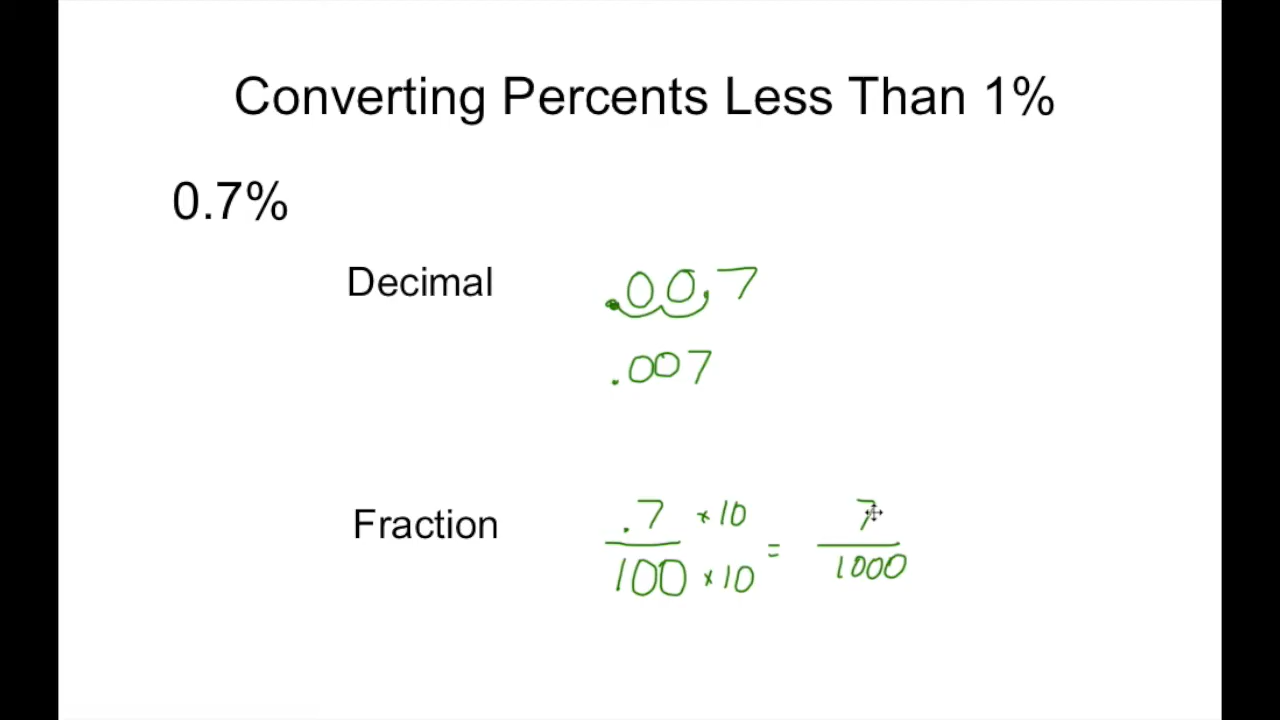 Converting Percents Less Than 1%
0.7%
Decimal .00.7
.007
Fraction .7 × 10 / 100 × 10 = 7 / 1000